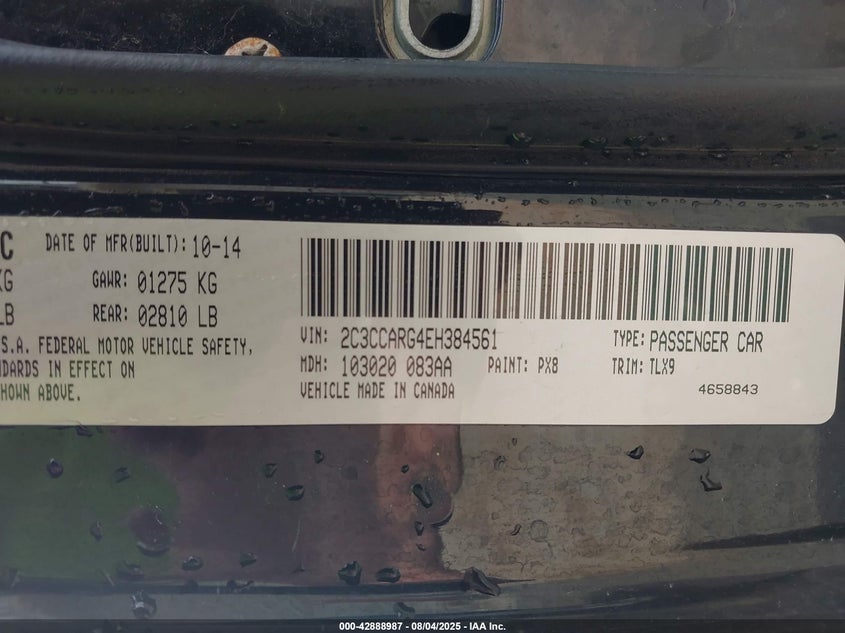 C DATE OF MFR(BUILT): 10-14
KG GAWR: 01275 KG
LB REAR: 02810 LB
S.A. FEDERAL MOTOR VEHICLE SAFETY,
NDARDS IN EFFECT ON
HOWN ABOVE.
VIN: 2C3CCARG4EH384561 TYPE: PASSENGER CAR
MDH: 103020 083AA PAINT: PX8 TRIM: TLX9
VEHICLE MADE IN CANADA 4658843
000-42888987 - 08/04/2025 - IAA Inc.